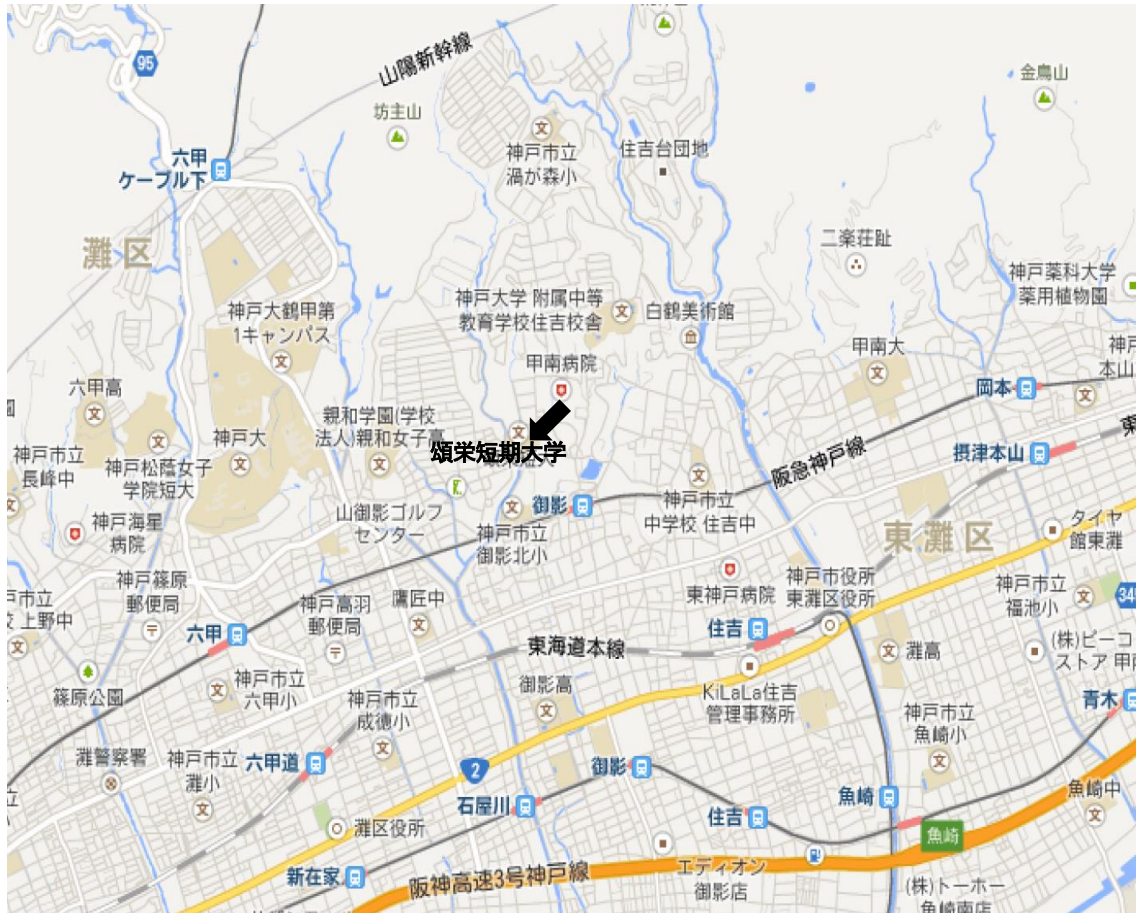 山陽新幹線
95
坊主山
金鳥山
六甲
ケーブル下
神戸市立
渦が森小
住吉台団地
灘区
二楽荘趾
神戸薬科大学
薬用植物園
神戸大鶴甲第
1キャンパス
神戸大学 附属中等
教育学校住吉校舎
白鶴美術館
甲南病院
甲南大
岡本
本山
六甲高
神戸大
親和学園(学校
法人)親和女子高
頌栄短期大学
阪急神戸線
摂津本山
神戸市立
長峰中
神戸松蔭女子
学院短大
神戸海星
病院
山御影ゴルフ
センター
御影
神戸市立
御影北小
神戸市立
中学校 住吉中
東灘区
タイヤ
館東灘
神戸篠原
郵便局
上野中
六甲
神戸高羽
郵便局
鷹匠中
東神戸病院
神戸市役所
東灘区役所
神戸市立
福池小
住吉
東海道本線
灘高
(株)ピーコ
ストア 甲南
篠原公園
神戸市立
六甲小
神戸市立
成徳小
御影高
KiLaLa住吉
管理事務所
青木
神戸市立
魚崎小
灘警察署
神戸市立
灘小
六甲道
2
御影
石屋川
魚崎
魚崎中
灘区役所
住吉
魚崎
新在家
阪神高速3号神戸線
エディオン
御影店
(株)トーホー
魚崎南店